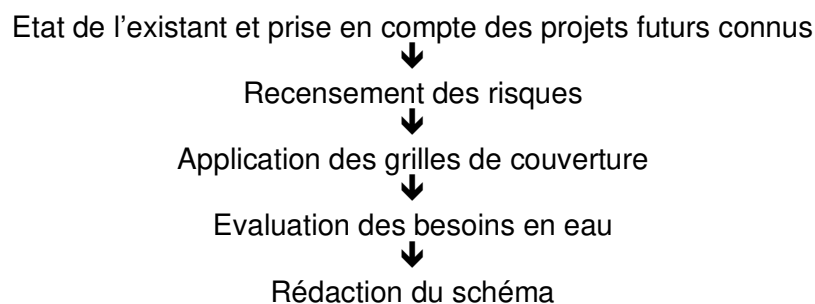 Etat de l'existant et prise en compte des projets futurs connus
Recensement des risques
Application des grilles de couverture
Evaluation des besoins en eau
Rédaction du schéma